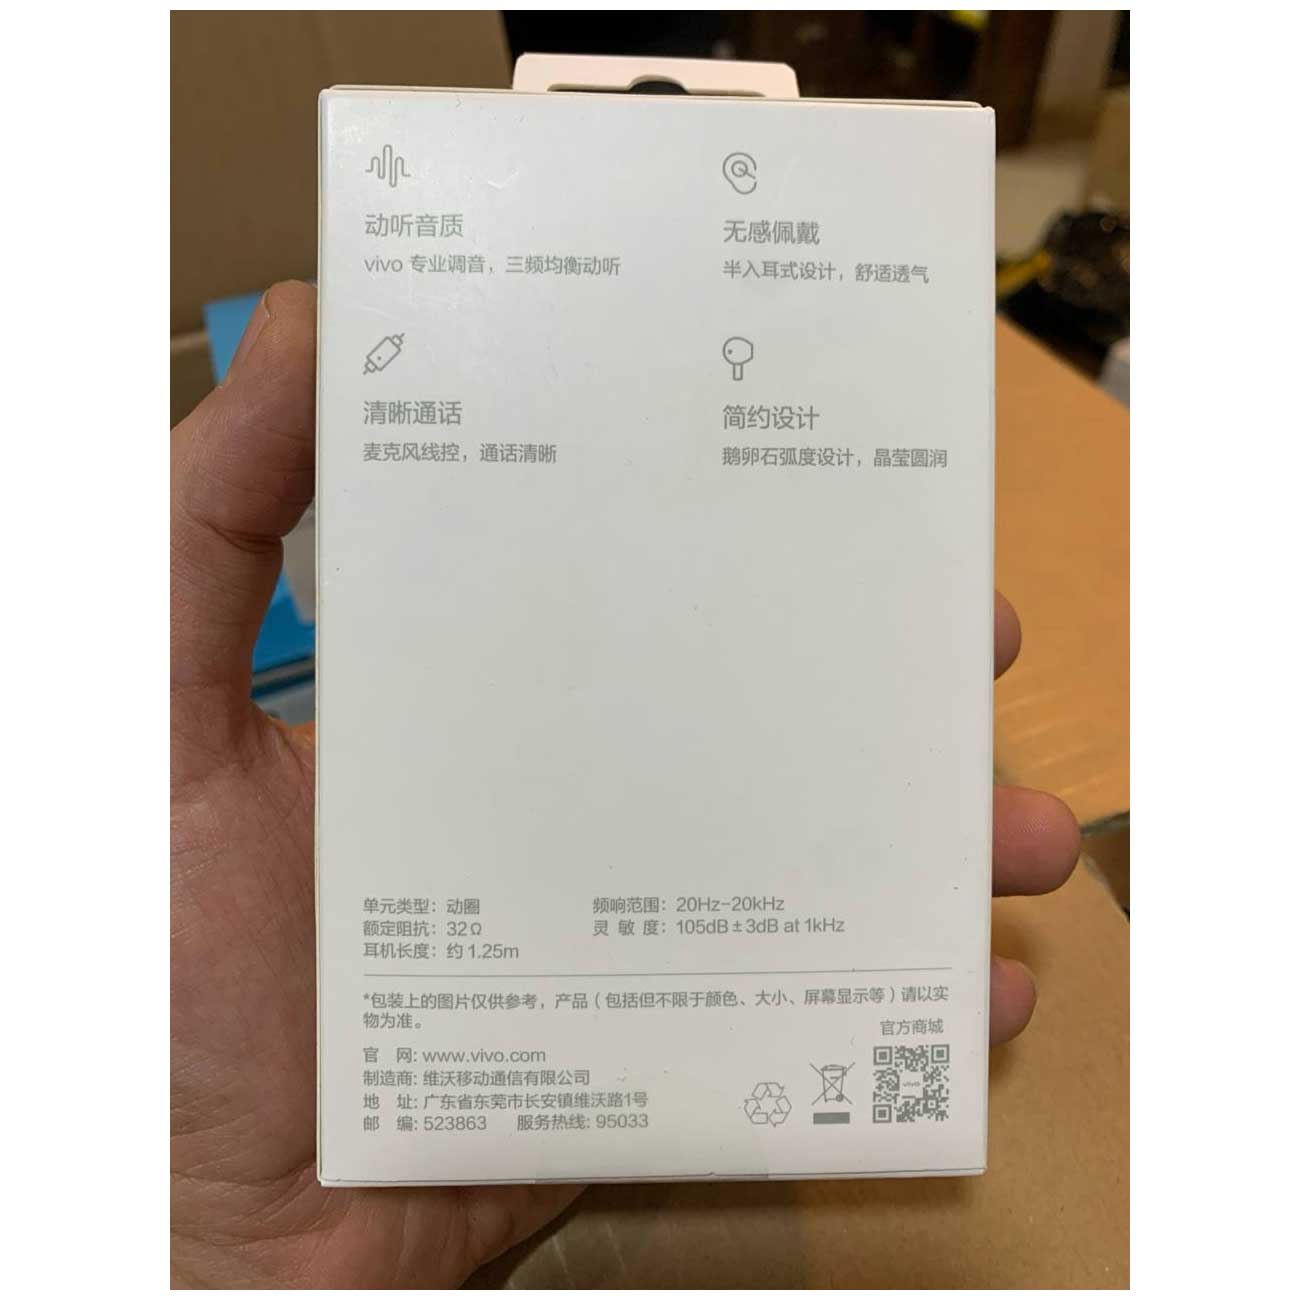 动听音质
vivo 专业调音，三频均衡动听
无感佩戴
半入耳式设计，舒适透气
清晰通话
麦克风线控，通话清晰
简约设计
鹅卵石弧度设计，晶莹圆润
单元类型：动圈
额定阻抗：32Ω
耳机长度：约 1.25m
频响范围：20Hz-20kHz
灵 敏 度：105dB±3dB at 1kHz
*包装上的图片仅供参考，产品（包括但不限于颜色、大小、屏幕显示等）请以实
物为准。
官方商城
vivo
官 网: www.vivo.com
制造商: 维沃移动通信有限公司
地 址: 广东省东莞市长安镇维沃路1号
邮 编: 523863 服务热线: 95033